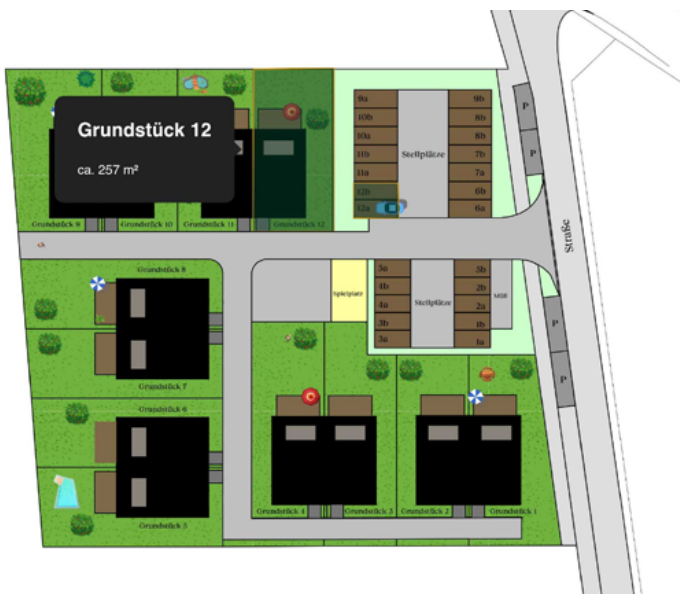 Grundstück 12
ca. 257 m²
Grundstück 9
Grundstück 10
Grundstück 11
Grundstück 12
9a
10b
10a
11b
11a
12b
12a
Stellplätze
9b
8b
8b
7b
7a
6b
6a
P
P
Straße
Grundstück 8
Grundstück 7
Grundstück 6
Grundstück 5
Spielplatz
5a
4b
4a
3b
3a
Stellplätze
5b
2b
2a
1b
1a
Müll
P
P
Grundstück 4
Grundstück 3
Grundstück 2
Grundstück 1